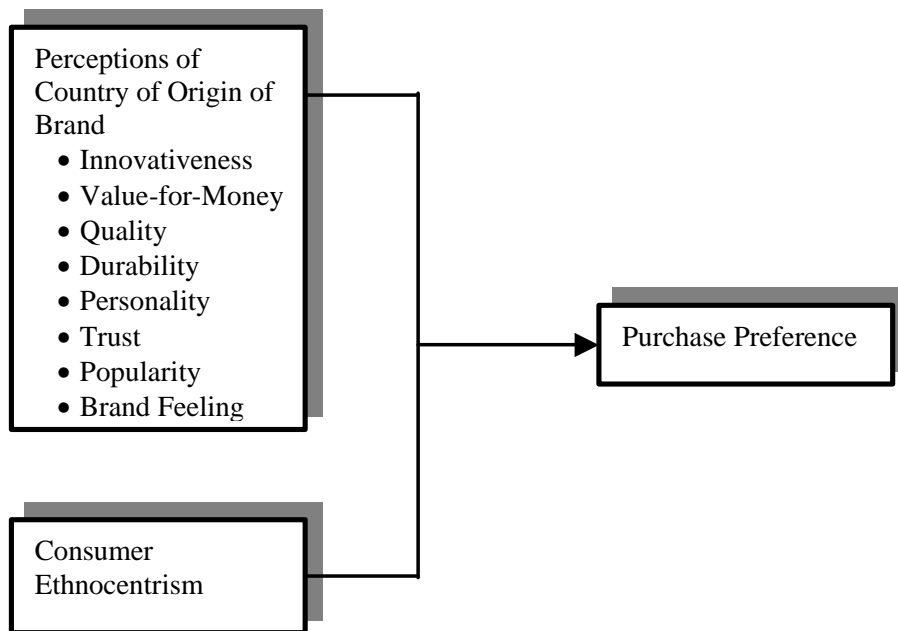 Perceptions of
Country of Origin of
Brand
• Innovativeness
• Value-for-Money
• Quality
• Durability
• Personality
• Trust
• Popularity
• Brand Feeling
Purchase Preference
Consumer
Ethnocentrism